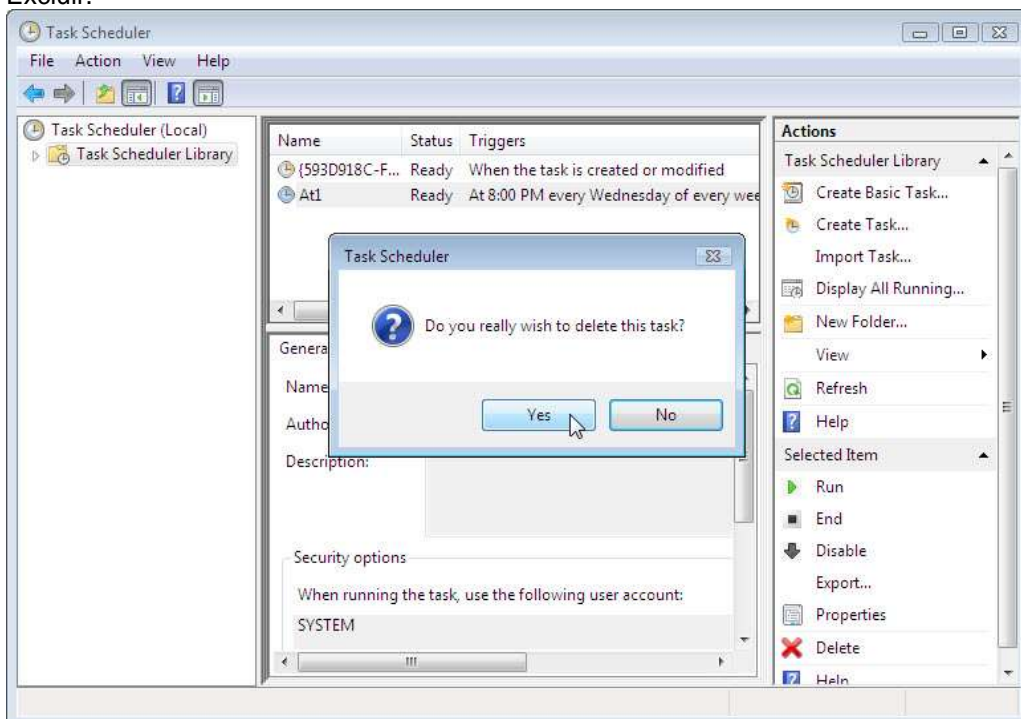 Excluir.
Task Scheduler
File Action View Help
Task Scheduler (Local)
Task Scheduler Library
Name Status Triggers
{593D918C-F... Ready When the task is created or modified
At1 Ready At 8:00 PM every Wednesday of every wee
Task Scheduler
Do you really wish to delete this task?
Yes No
Genera
Name
Autho
Description:
Security options
When running the task, use the following user account:
SYSTEM
Actions
Task Scheduler Library
Create Basic Task...
Create Task...
Import Task...
Display All Running...
New Folder...
View
Refresh
Help
Selected Item
Run
End
Disable
Export...
Properties
Delete
Help